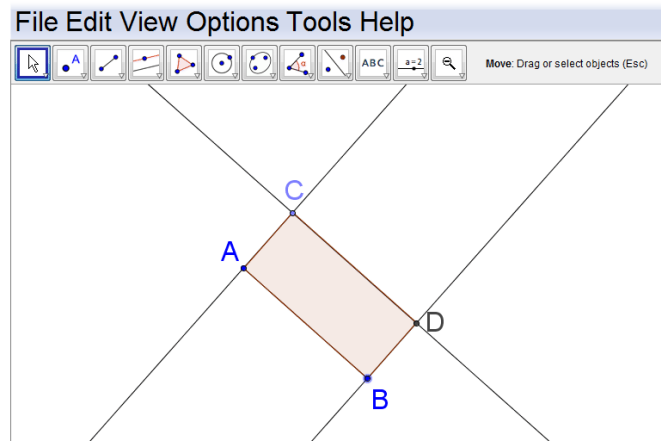 File Edit View Options Tools Help
A ABC a=2 Move: Drag or select objects (Esc)
C
A
D
B